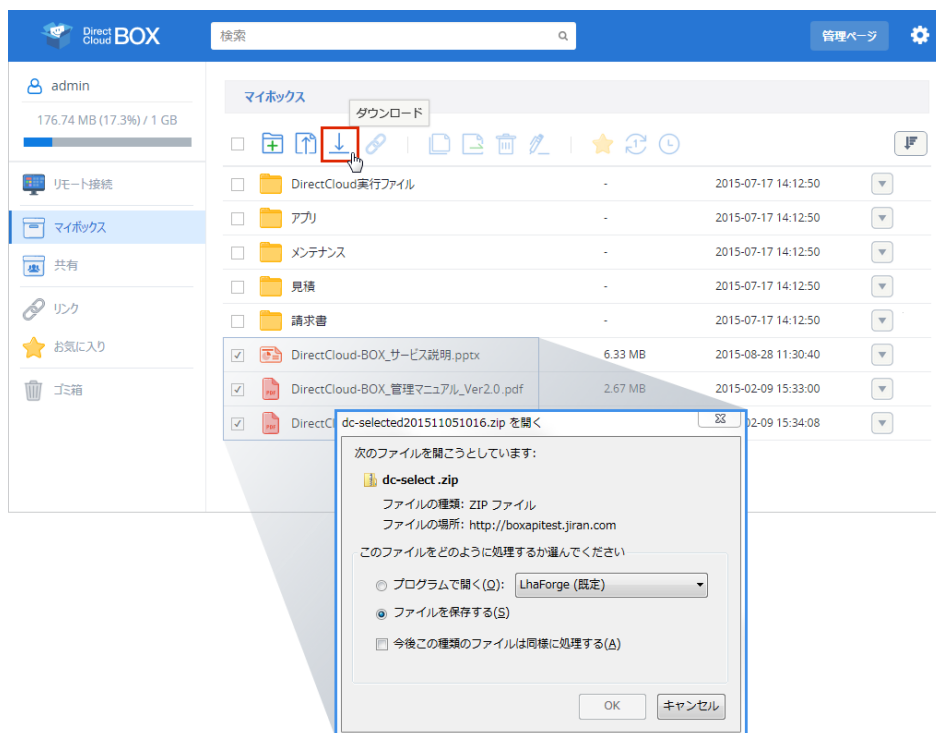 Direct Cloud BOX
検索
管理ページ
admin
176.74 MB (17.3%) / 1 GB
リモート接続
マイボックス
共有
リンク
お気に入り
ゴミ箱
マイボックス
ダウンロード
DirectCloud実行ファイル - 2015-07-17 14:12:50
アプリ - 2015-07-17 14:12:50
メンテナンス - 2015-07-17 14:12:50
見積 - 2015-07-17 14:12:50
請求書 - 2015-07-17 14:12:50
DirectCloud-BOX_サービス説明.pptx 6.33 MB 2015-08-28 11:30:40
DirectCloud-BOX_管理マニュアル_Ver2.0.pdf 2.67 MB 2015-02-09 15:33:00
DirectCl 02-09 15:34:08
dc-selected201511051016.zip を開く
次のファイルを開こうとしています:
dc-select .zip
ファイルの種類: ZIP ファイル
ファイルの場所: http://boxapitest.jiran.com
このファイルをどのように処理するか選んでください
プログラムで開く(O): LhaForge (既定)
ファイルを保存する(S)
今後この種類のファイルは同様に処理する(A)
OK キャンセル